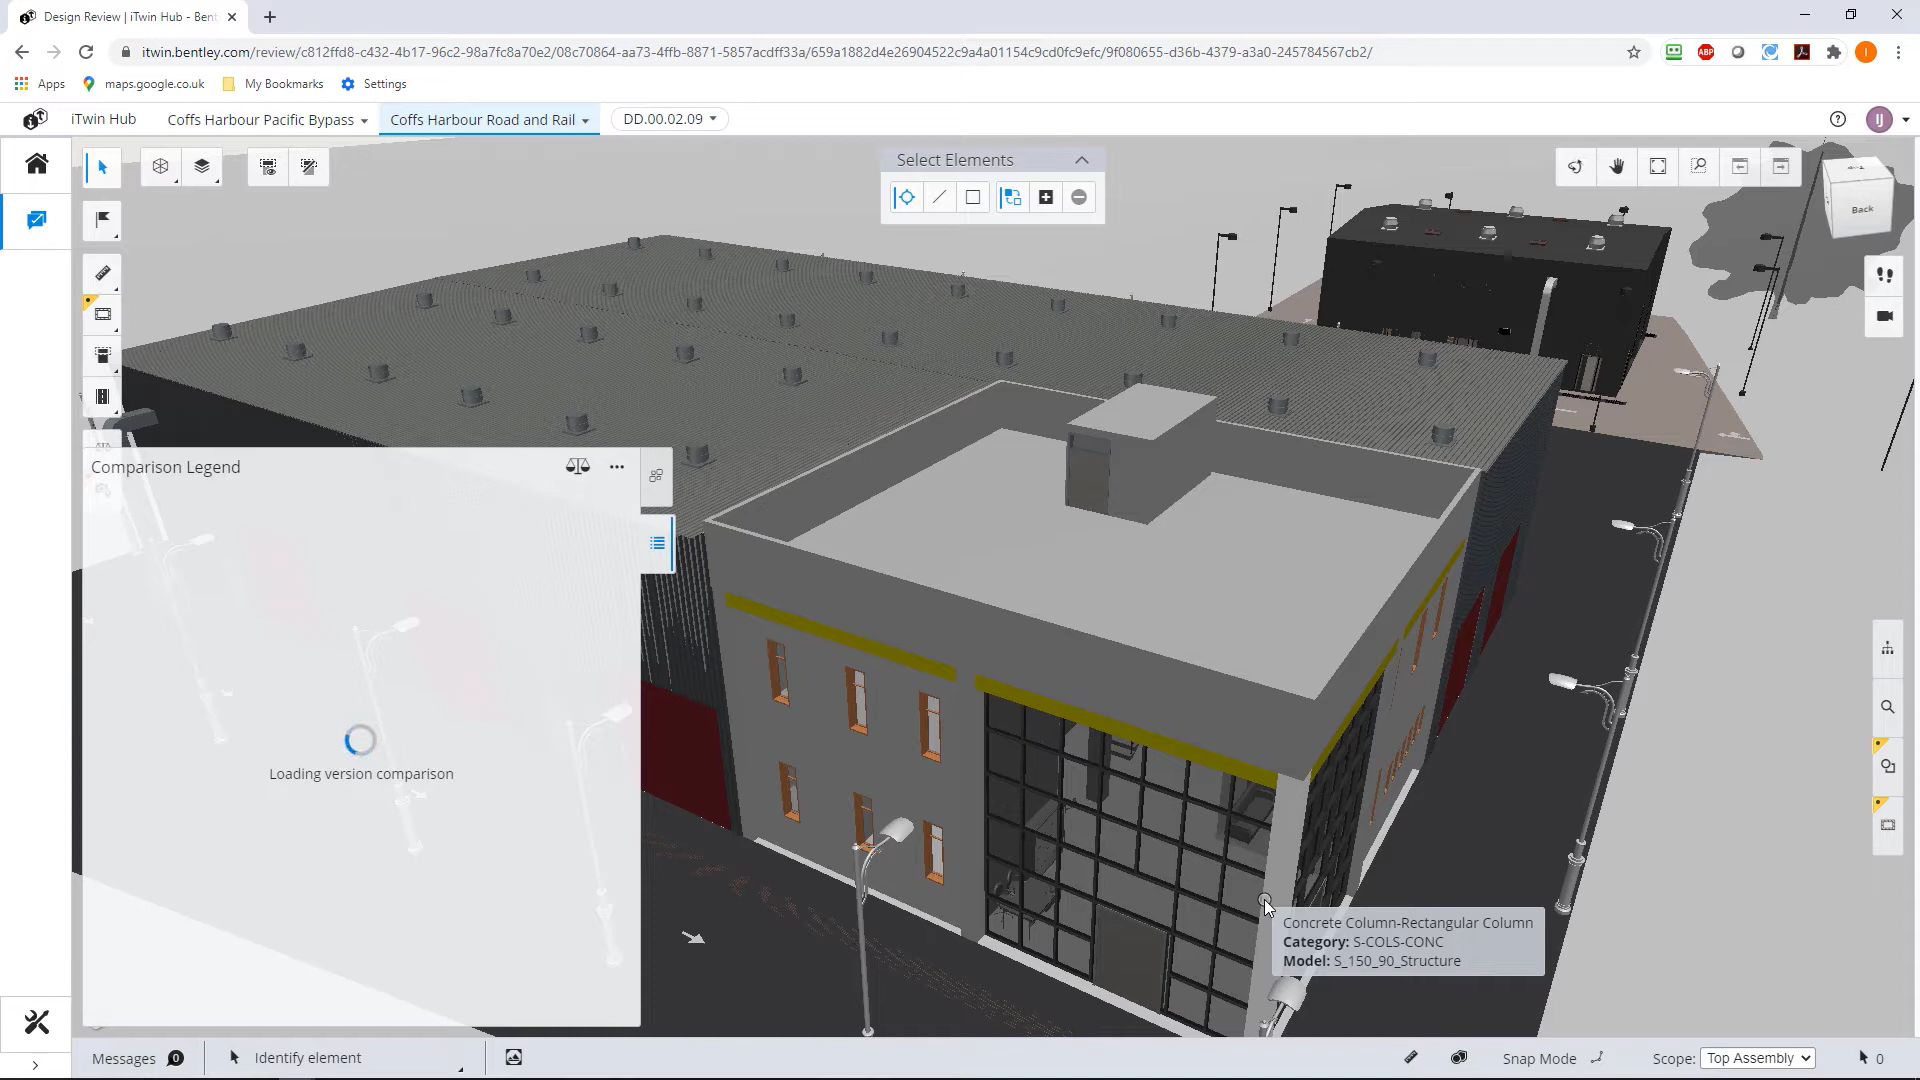 Design Review | iTwin Hub - Bent
itwin.bentley.com/review/c812ffd8-c432-4b17-96c2-98a7fc8a70e2/08c70864-aa73-4ffb-8871-5857acdff33a/659a1882d4e26904522c9a4a01154c9cd0fc9efc/9f080655-d36b-4379-a3a0-245784567cb2/
ABP
I
Apps
maps.google.co.uk
My Bookmarks
Settings
iTwin Hub
Coffs Harbour Pacific Bypass
Coffs Harbour Road and Rail
DD.00.02.09
IJ
Select Elements
Back
Comparison Legend
Loading version comparison
Concrete Column-Rectangular Column
Category: S-COLS-CONC
Model: S_150_90_Structure
Messages 0
Identify element
Snap Mode
Scope: Top Assembly
0